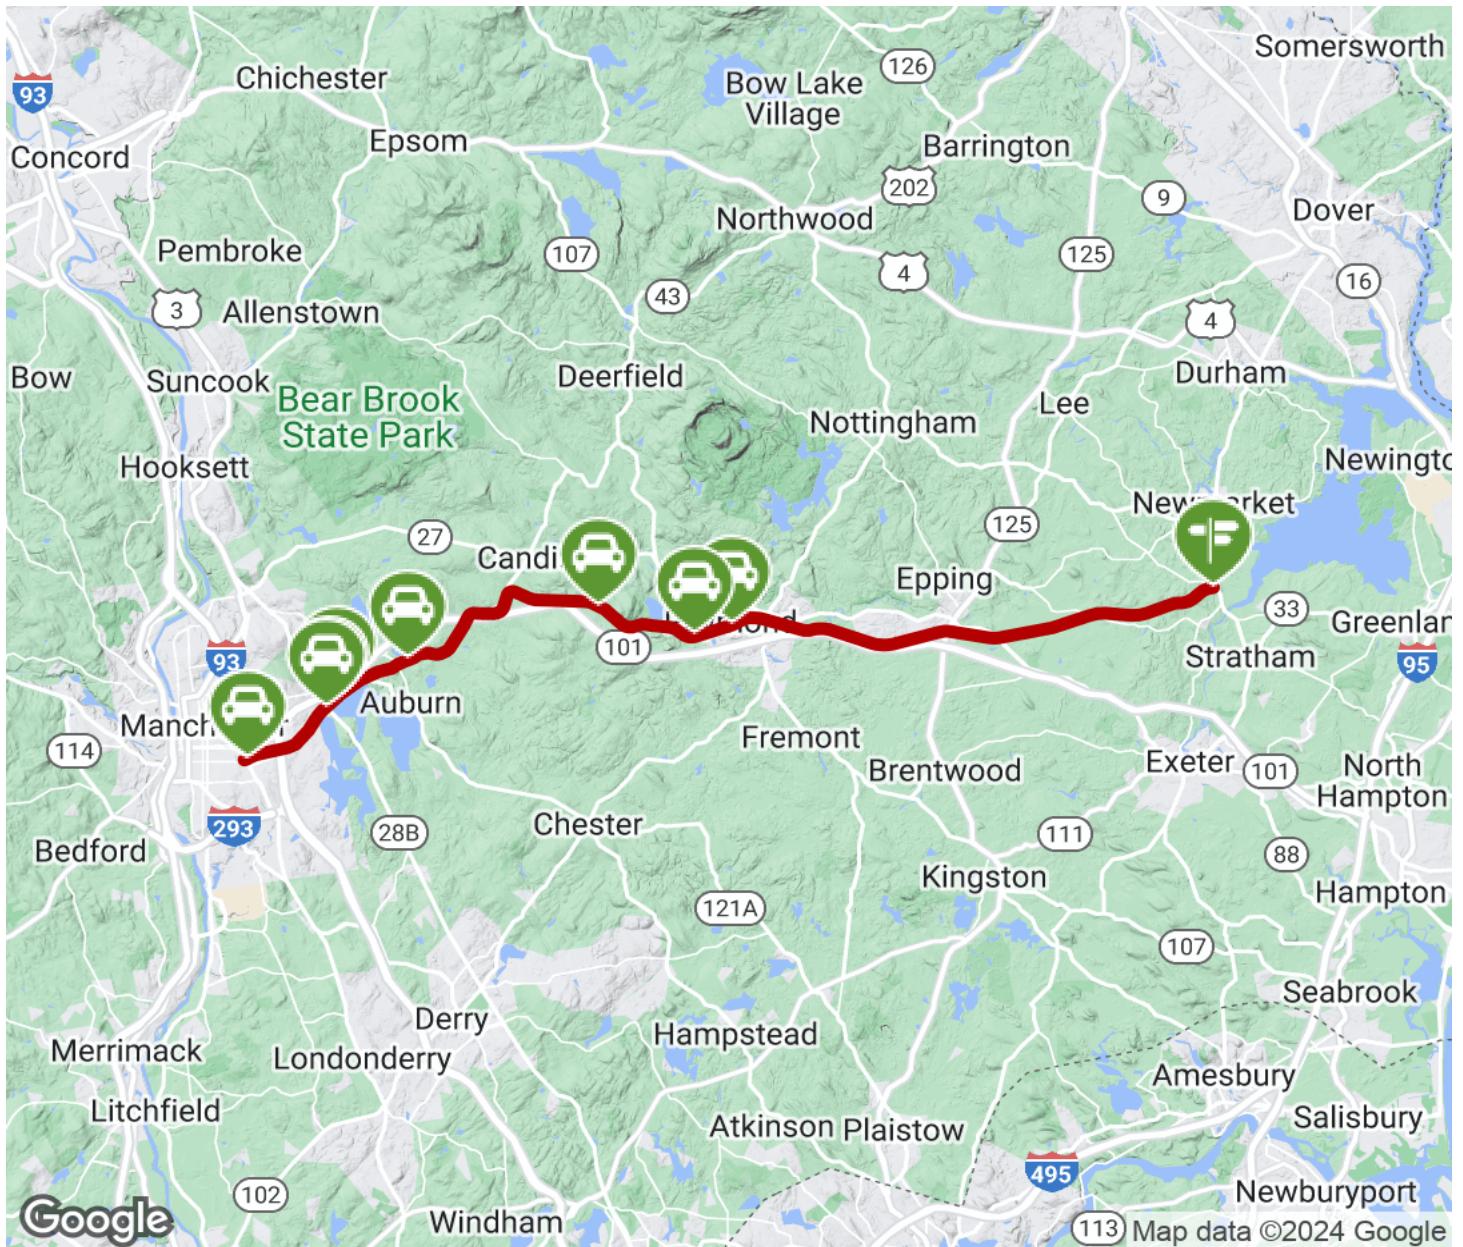 Somersworth
126
Chichester
Bow Lake
Village
93
Epsom
Barrington
Concord
202
9
Northwood
Dover
Pembroke
107
125
4
16
43
3
Allenstown
4
Bow
Suncook
Deerfield
Durham
Bear Brook
State Park
Lee
Nottingham
Hooksett
Newingtc
Newmarket
27
125
Candi
Epping
33
Greenlan
101
93
Stratham
95
Auburn
Manch
r
114
Fremont
Exeter
101
North
Hampton
Brentwood
293
28B
Chester
111
Bedford
88
Kingston
Hampton
121A
107
Seabrook
Derry
Hampstead
Merrimack
Londonderry
Amesbury
Litchfield
Salisbury
Atkinson
Plaistow
495
102
Newburyport
Google
Windham
113
Map data ©2024 Google